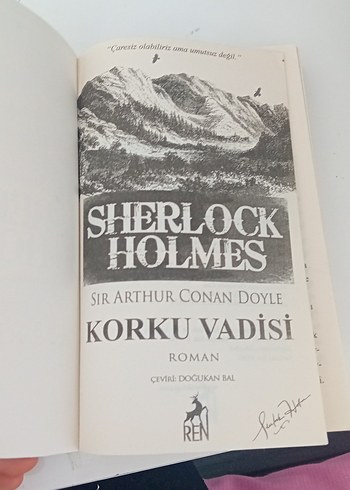 "Çaresiz olabiliriz ama umutsuz değil."
SHERLOCK
HOLMES
SIR ARTHUR CONAN DOYLE
KORKU VADİSİ
ROMAN
ÇEVİRİ: DOĞUKAN BAL
REN